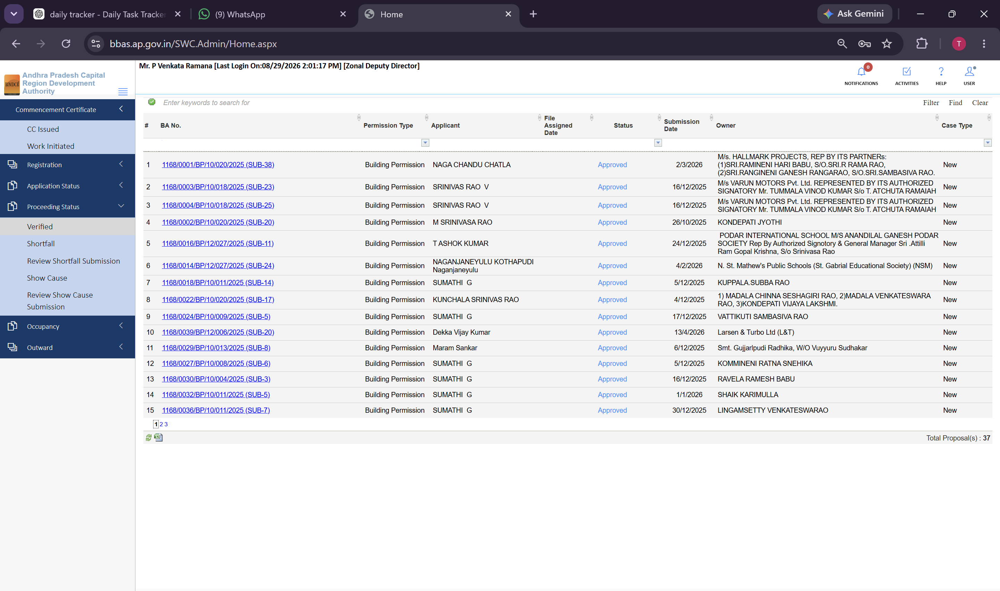 daily tracker - Daily Task Tracker
(9) WhatsApp
Home
Ask Gemini
bbas.ap.gov.in/SWC.Admin/Home.aspx
T
BIMDCR
Andhra Pradesh Capital
Region Development
Authority
Mr. P Venkata Ramana [Last Login On:08/29/2026 2:01:17 PM] [Zonal Deputy Director]
0
NOTIFICATIONS
ACTIVITIES
HELP
USER
Commencement Certificate
CC Issued
Work Initiated
Registration
Application Status
Proceeding Status
Verified
Shortfall
Review Shortfall Submission
Show Cause
Review Show Cause
Submission
Occupancy
Outward
Enter keywords to search for
Filter Find Clear
# BA No. Permission Type Applicant File Assigned Date Status Submission Date Owner Case Type
1 1168/0001/BP/10/020/2025 (SUB-38) Building Permission NAGA CHANDU CHATLA Approved 2/3/2026 M/s. HALLMARK PROJECTS, REP BY ITS PARTNERs:
(1)SRI.RAMINENI HARI BABU, S/O.SRI.R RAMA RAO, New
(2)SRI.RANGINENI GANESH RANGARAO, S/O.SRI.SAMBASIVA RAO.
2 1168/0003/BP/10/018/2025 (SUB-23) Building Permission SRINIVAS RAO V Approved 16/12/2025 M/s VARUN MOTORS Pvt. Ltd. REPRESENTED BY ITS AUTHORIZED
SIGNATORY Mr. TUMMALA VINOD KUMAR S/o T. ATCHUTA RAMAIAH New
3 1168/0004/BP/10/018/2025 (SUB-25) Building Permission SRINIVAS RAO V Approved 16/12/2025 M/s VARUN MOTORS Pvt. Ltd. REPRESENTED BY ITS AUTHORIZED
SIGNATORY Mr. TUMMALA VINOD KUMAR S/o T. ATCHUTA RAMAIAH New
4 1168/0002/BP/10/020/2025 (SUB-20) Building Permission M SRINIVASA RAO Approved 26/10/2025 KONDEPATI JYOTHI New
5 1168/0016/BP/12/027/2025 (SUB-11) Building Permission T ASHOK KUMAR Approved 24/12/2025 PODAR INTERNATIONAL SCHOOL M/S ANANDILAL GANESH PODAR
SOCIETY Rep By Authorized Signotory & General Manager Sri .Attilli New
Ram Gopal Krishna, S/o Srinivasa Rao
6 1168/0014/BP/12/027/2025 (SUB-24) Building Permission NAGANJANEYULU KOTHAPUDI
Naganjaneyulu Approved 4/2/2026 N. St. Mathew's Public Schools (St. Gabrial Educational Society) (NSM) New
7 1168/0018/BP/10/011/2025 (SUB-14) Building Permission SUMATHI G Approved 5/12/2025 KUPPALA.SUBBA RAO New
8 1168/0022/BP/10/020/2025 (SUB-17) Building Permission KUNCHALA SRINIVAS RAO Approved 4/12/2025 1) MADALA CHINNA SESHAGIRI RAO, 2)MADALA VENKATESWARA
RAO, 3)KONDEPATI VIJAYA LAKSHMI. New
9 1168/0024/BP/10/009/2025 (SUB-5) Building Permission SUMATHI G Approved 17/12/2025 VATTIKUTI SAMBASIVA RAO New
10 1168/0039/BP/12/006/2025 (SUB-20) Building Permission Dekka Vijay Kumar Approved 13/4/2026 Larsen & Turbo Ltd (L&T) New
11 1168/0029/BP/10/013/2025 (SUB-8) Building Permission Maram Sankar Approved 6/12/2025 Smt. Gujjarlpudi Radhika, W/O Vuyyuru Sudhakar New
12 1168/0027/BP/10/008/2025 (SUB-6) Building Permission SUMATHI G Approved 5/12/2025 KOMMINENI RATNA SNEHIKA New
13 1168/0030/BP/10/004/2025 (SUB-3) Building Permission SUMATHI G Approved 16/12/2025 RAVELA RAMESH BABU New
14 1168/0032/BP/10/011/2025 (SUB-5) Building Permission SUMATHI G Approved 1/1/2026 SHAIK KARIMULLA New
15 1168/0036/BP/10/011/2025 (SUB-7) Building Permission SUMATHI G Approved 30/12/2025 LINGAMSETTY VENKATESWARAO New
1 2 3
Total Proposal(s) : 37